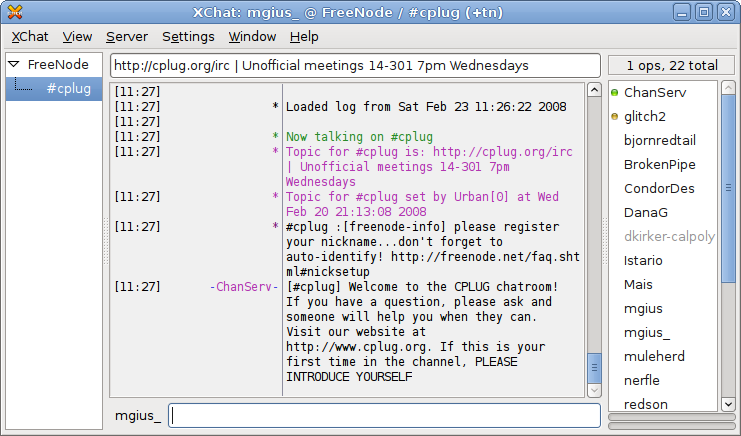 XChat: mgius_ @ FreeNode / #cplug (+tn)
XChat View Server Settings Window Help
FreeNode
#cplug
http://cplug.org/irc | Unofficial meetings 14-301 7pm Wednesdays
1 ops, 22 total
[11:27]
[11:27] * Loaded log from Sat Feb 23 11:26:22 2008
[11:27]
[11:27] * Now talking on #cplug
[11:27] * Topic for #cplug is: http://cplug.org/irc
| Unofficial meetings 14-301 7pm
Wednesdays
[11:27] * Topic for #cplug set by Urban[0] at Wed
Feb 20 21:13:08 2008
[11:27] * #cplug :[freenode-info] please register
your nickname...don't forget to
auto-identify! http://freenode.net/faq.sht
ml#nicksetup
[11:27] -ChanServ- [#cplug] Welcome to the CPLUG chatroom!
If you have a question, please ask and
someone will help you when they can.
Visit our website at
http://www.cplug.org. If this is your
first time in the channel, PLEASE
INTRODUCE YOURSELF
mgius_
ChanServ
glitch2
bjornredtail
BrokenPipe
CondorDes
DanaG
dkirker-calpoly
Istario
Mais
mgius
mgius_
muleherd
nerfle
redson